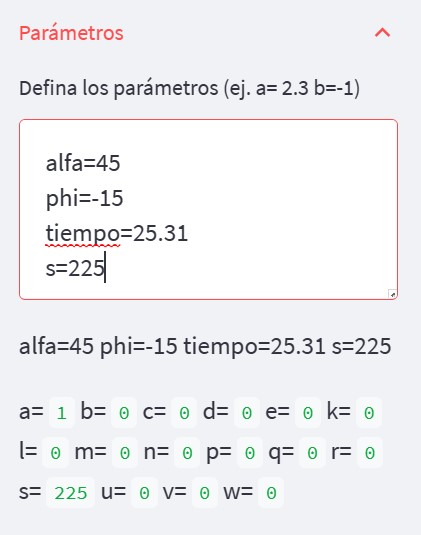 Parámetros
Defina los parámetros (ej. a= 2.3 b=-1)
alfa=45
phi=-15
tiempo=25.31
s=225
alfa=45 phi=-15 tiempo=25.31 s=225
a= 1 b= 0 c= 0 d= 0 e= 0 k= 0
l= 0 m= 0 n= 0 p= 0 q= 0 r= 0
s= 225 u= 0 v= 0 w= 0